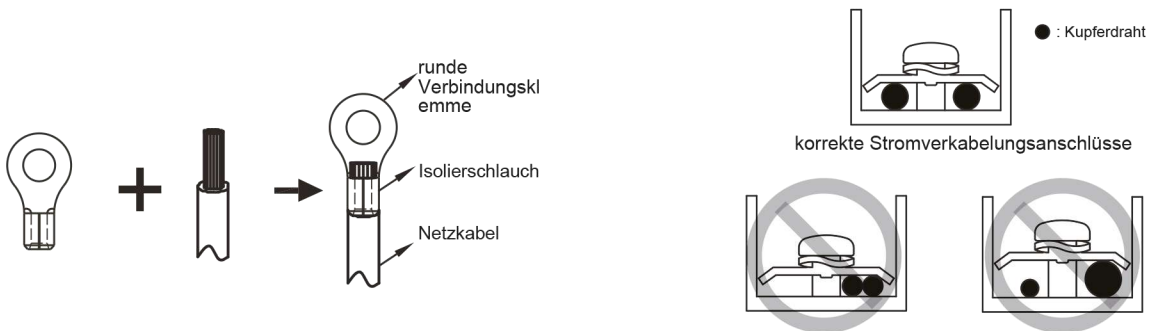 runde
Verbindungskl
emme
Isolierschlauch
Netzkabel
: Kupferdraht
korrekte Stromverkabelungsanschlüsse